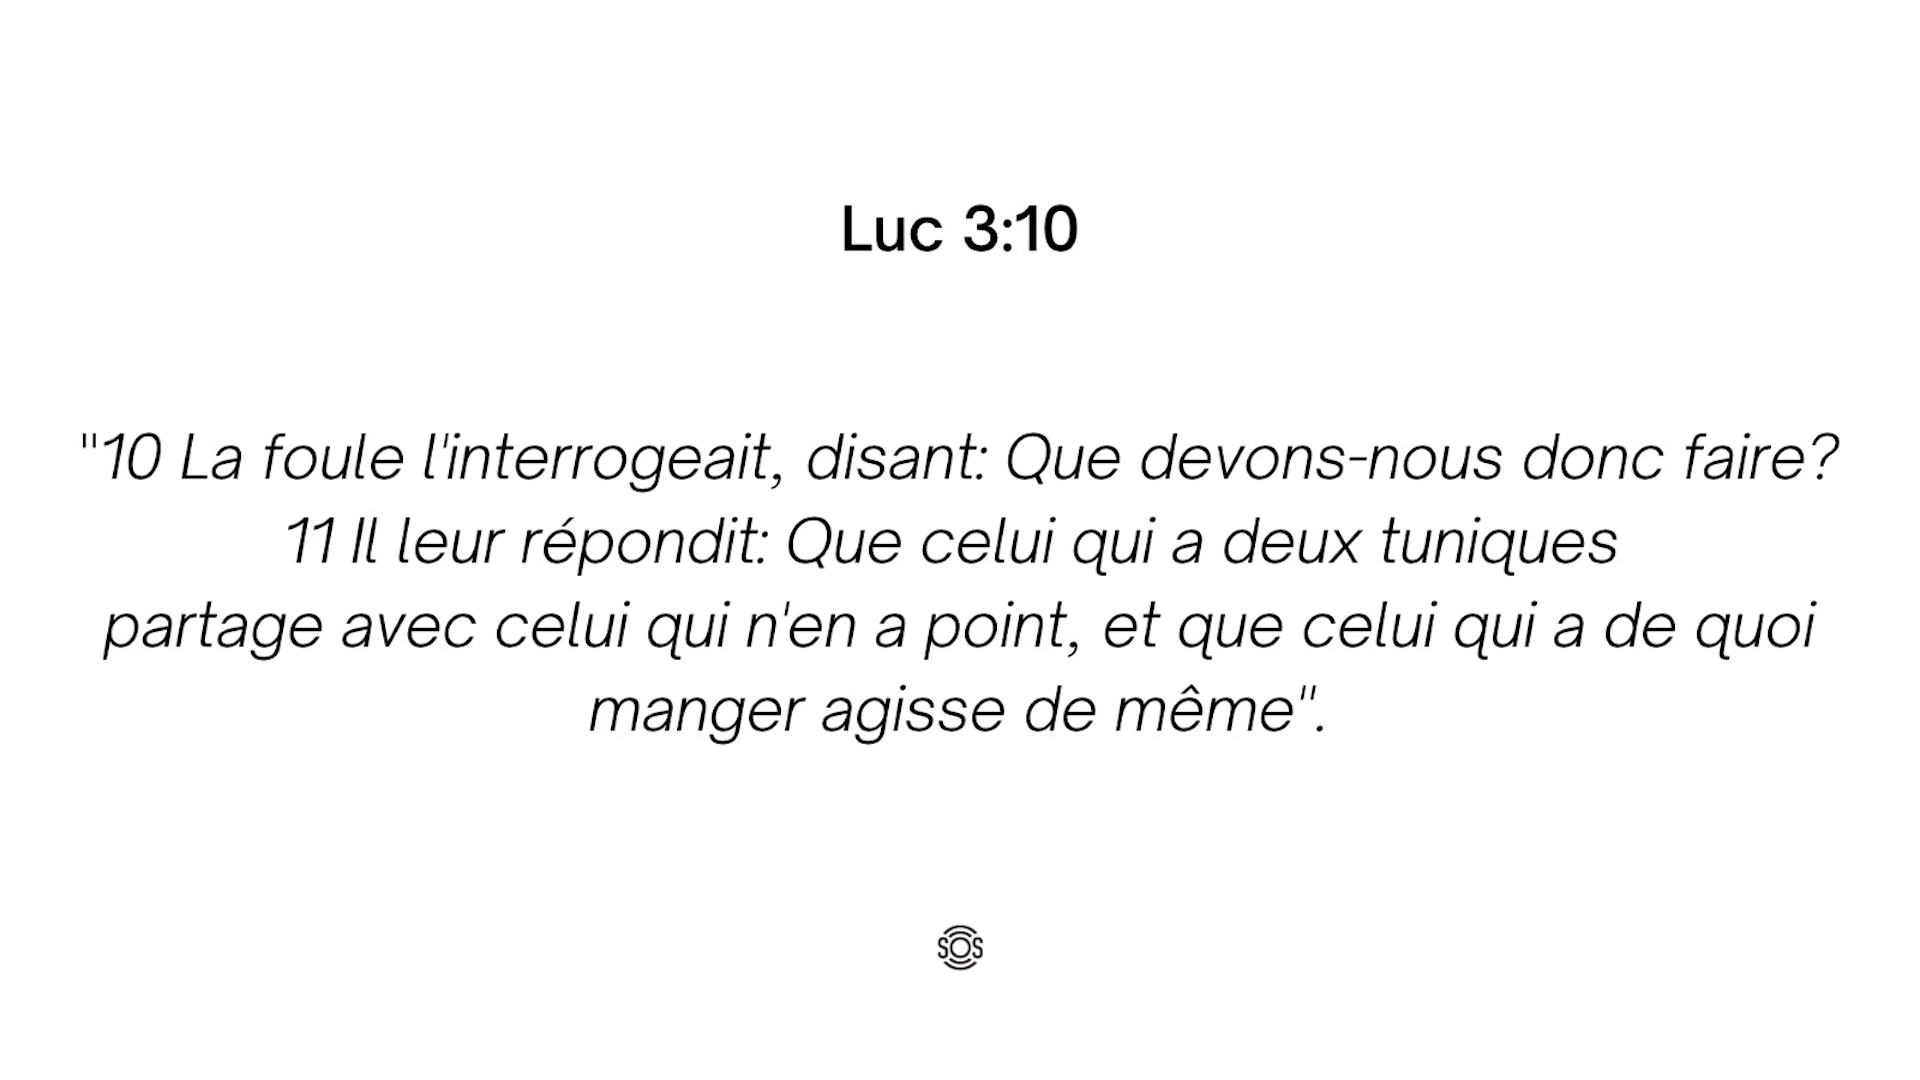 Luc 3:10
"10 La foule l'interrogeait, disant: Que devons-nous donc faire?
11 Il leur répondit: Que celui qui a deux tuniques
partage avec celui qui n'en a point, et que celui qui a de quoi
manger agisse de même".
SOS